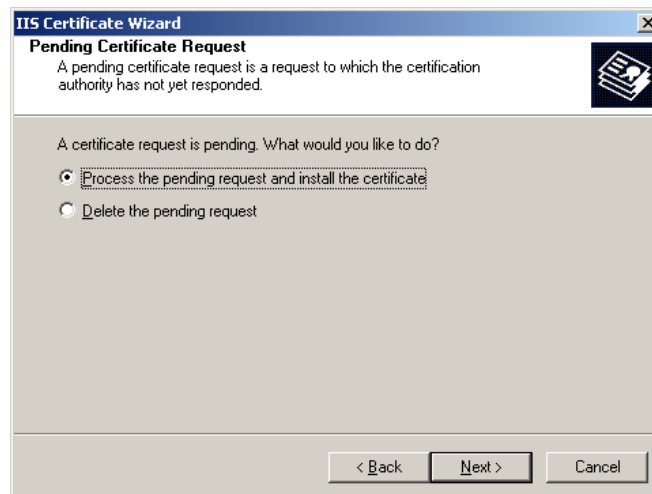 IIS Certificate Wizard
Pending Certificate Request
A pending certificate request is a request to which the certification
authority has not yet responded.
A certificate request is pending. What would you like to do?
Process the pending request and install the certificate
Delete the pending request
< Back
Next >
Cancel